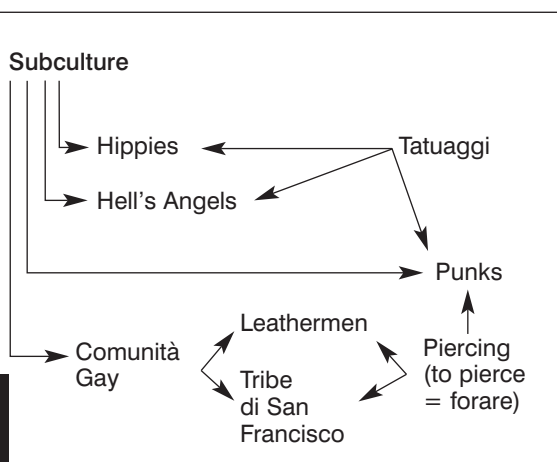 Subculture
Hippies
Tatuaggi
Hell's Angels
Punks
Leathermen
Comunità
Gay
Tribe
di San
Francisco
Piercing
(to pierce
= forare)